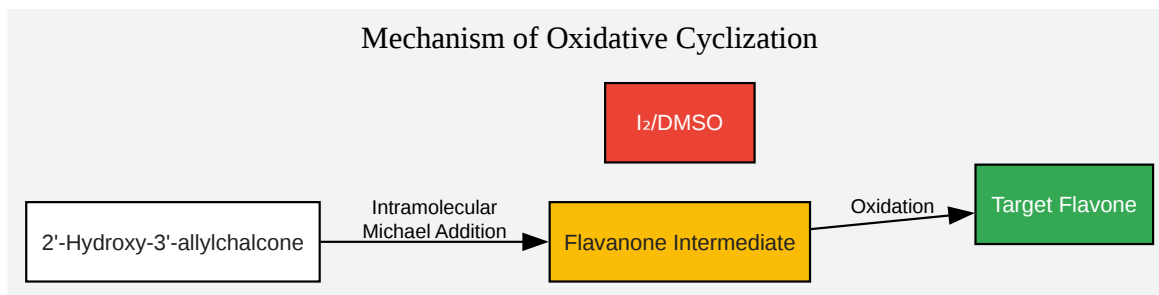 Mechanism of Oxidative Cyclization
I₂/DMSO
2'-Hydroxy-3'-allylchalcone
Intramolecular
Michael Addition
Flavanone Intermediate
Oxidation
Target Flavone